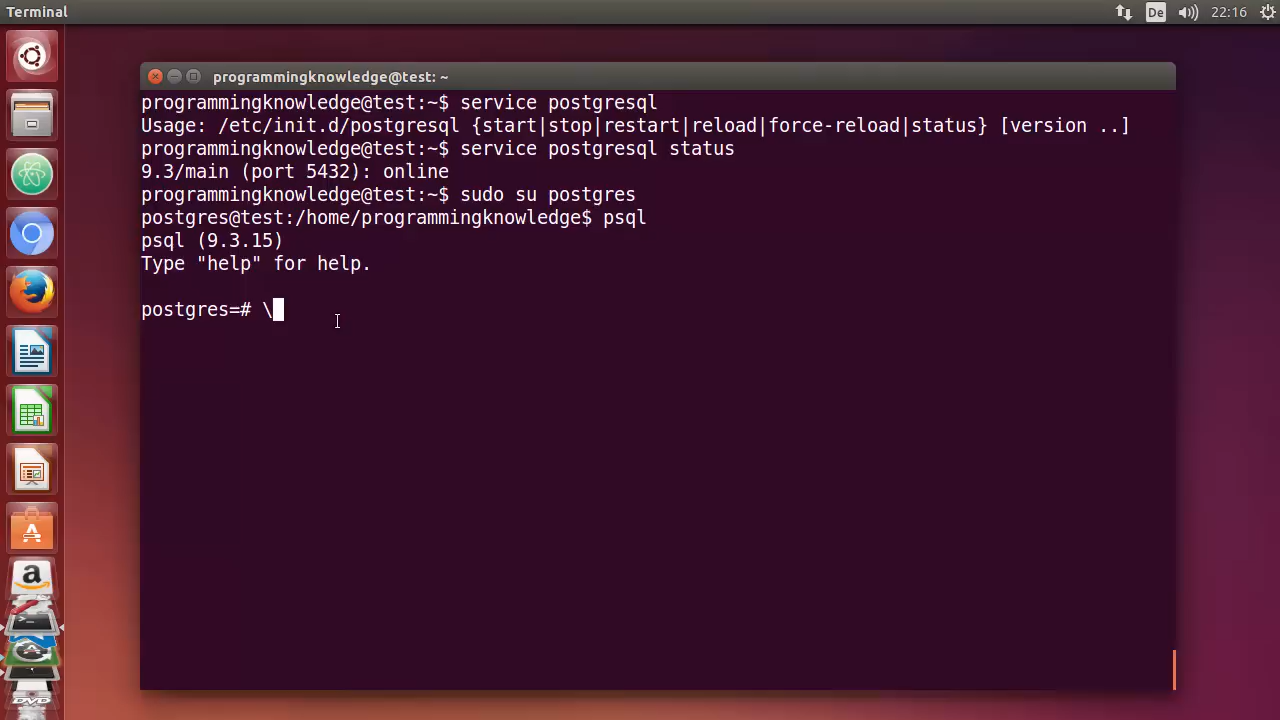 Terminal
De
22:16
programmingknowledge@test: ~
programmingknowledge@test:~$ service postgresql
Usage: /etc/init.d/postgresql {start|stop|restart|reload|force-reload|status} [version ..]
programmingknowledge@test:~$ service postgresql status
9.3/main (port 5432): online
programmingknowledge@test:~$ sudo su postgres
postgres@test:/home/programmingknowledge$ psql
psql (9.3.15)
Type "help" for help.
postgres=# \
a
>_
DVD